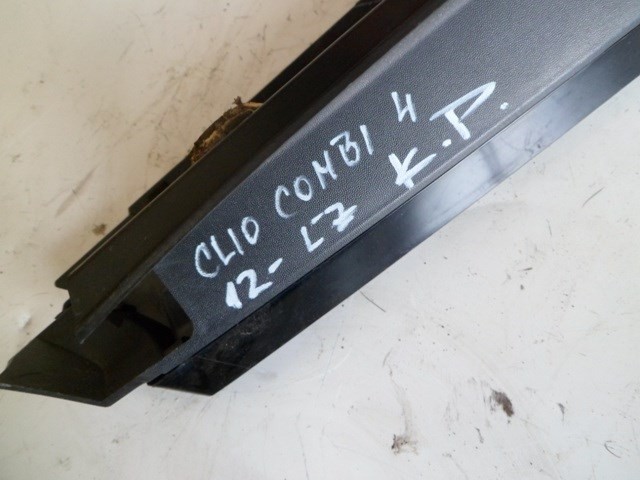 CLIO COMBI 4
12- LZ K.P.